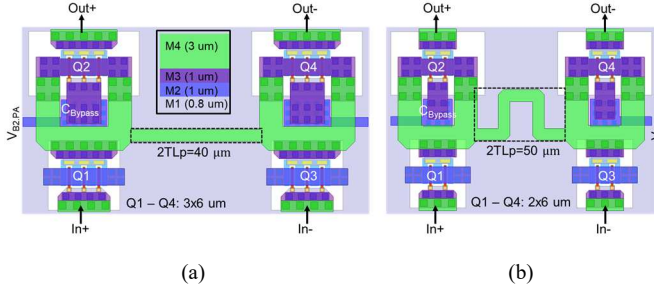 Out+
Out-
Out+
Out-
M4 (3 um)
M3 (1 um)
M2 (1 um)
M1 (0.8 um)
Q2
Q4
Q2
Q4
C Bypass
C Bypass
VB2,PA
2TLp=40 μm
2TLp=50 μm
Q1
Q3
Q1
Q3
Q1 – Q4: 3x6 um
Q1 – Q4: 2x6 um
In+
In-
In+
In-
(a)
(b)